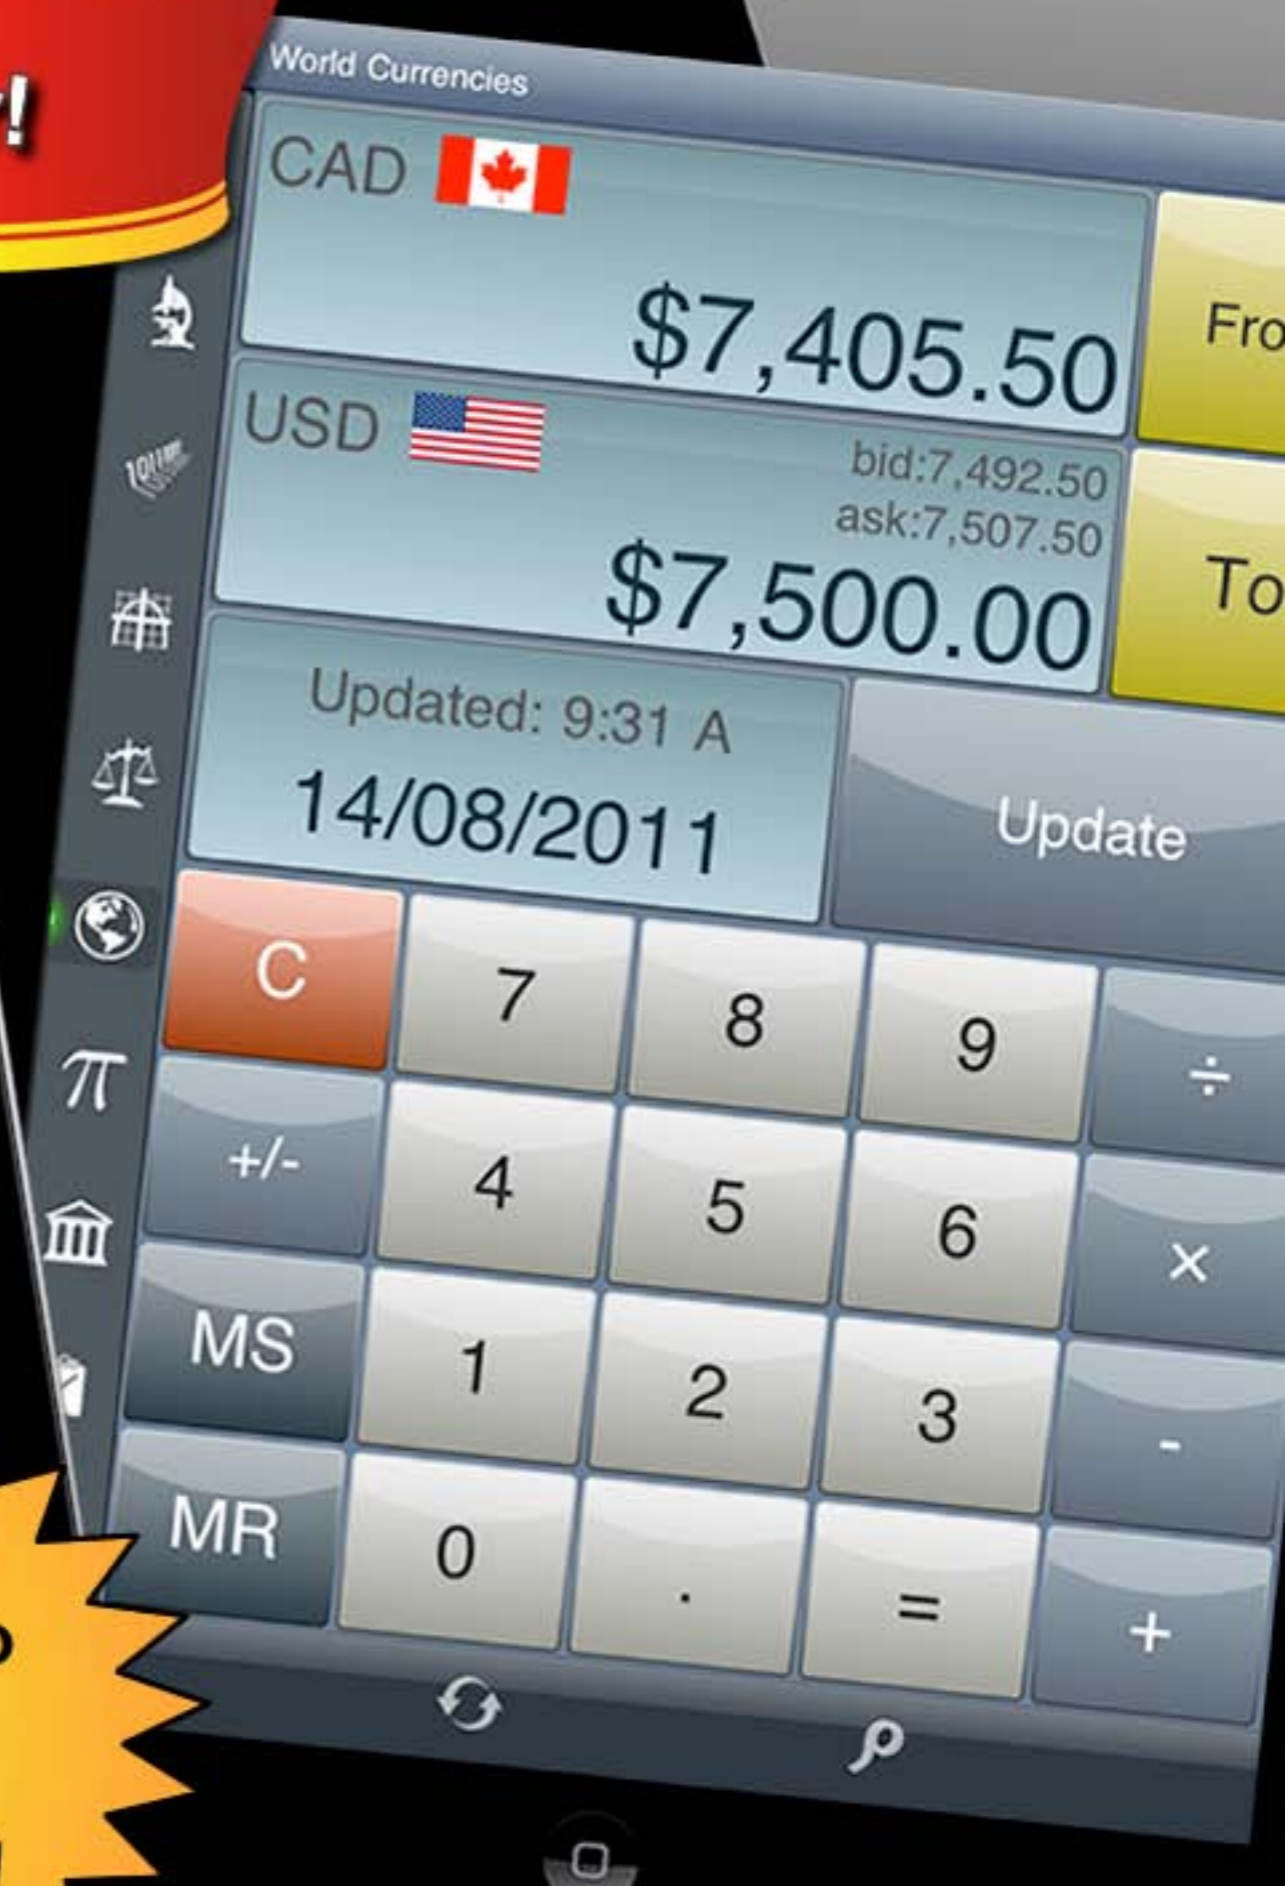 World Currencies
CAD
$7,405.50
USD
bid:7,492.50
ask:7,507.50
$7,500.00
To
Updated: 9:31 A
14/08/2011
Update
C
7
8
9
÷
π
+/-
4
5
6
×
MS
1
2
3
-
MR
0
.
=
+